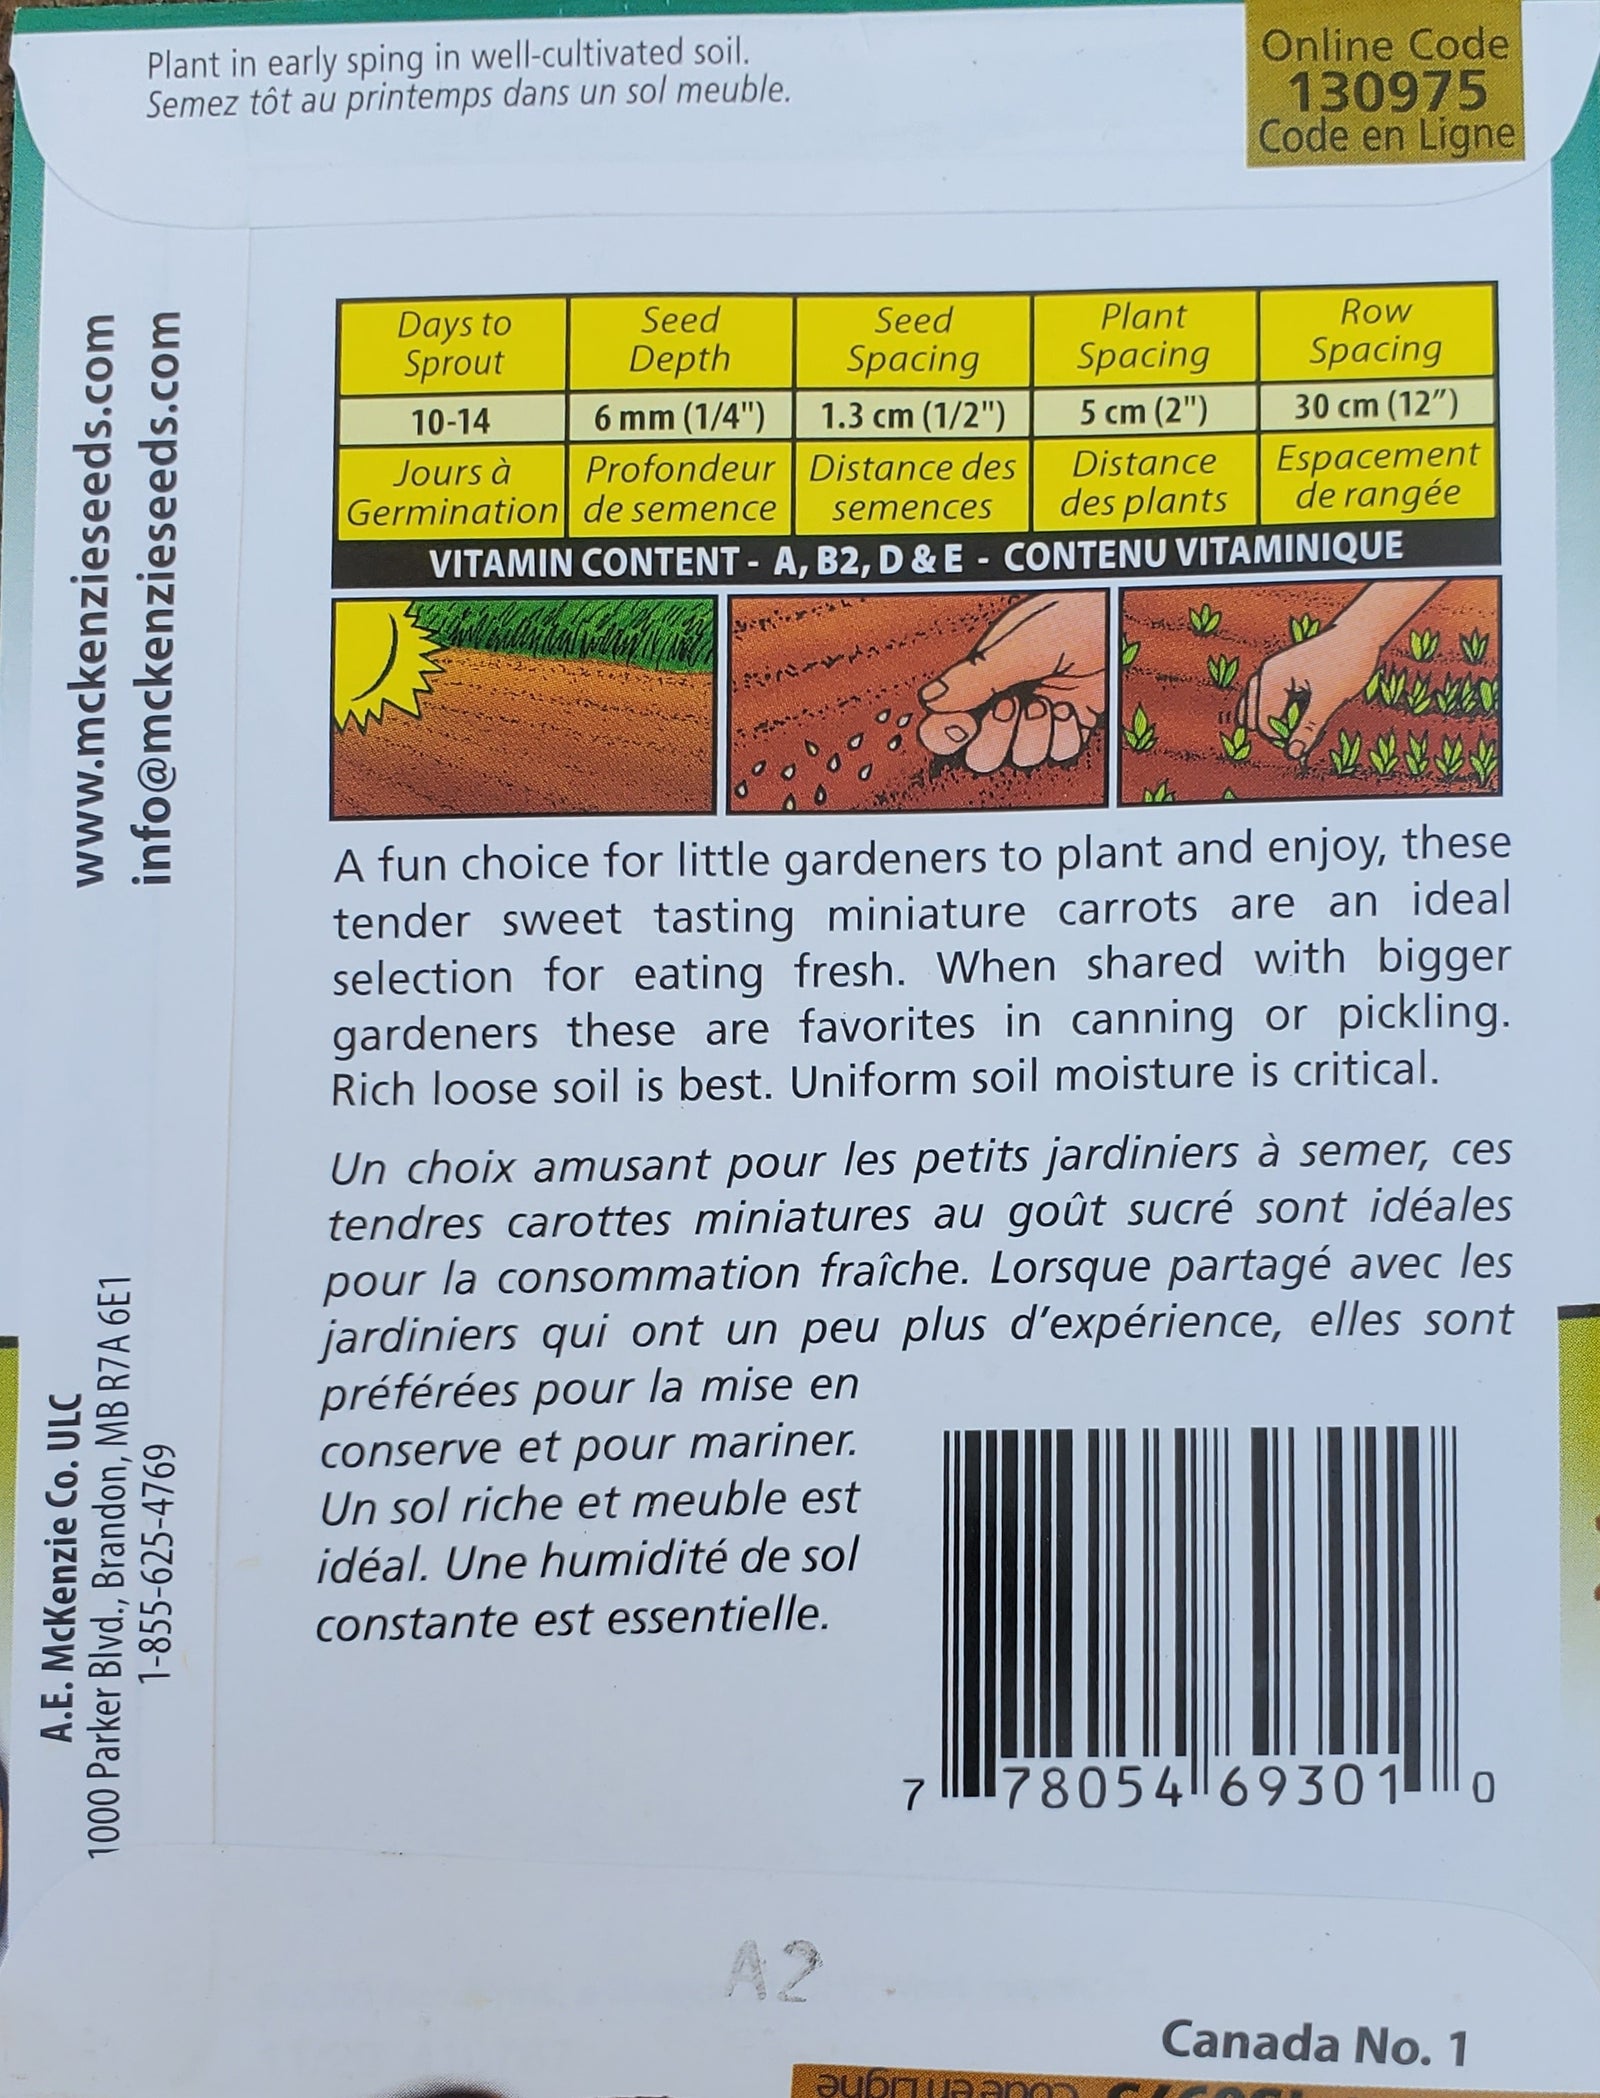 Plant in early sping in well-cultivated soil.
Semez tôt au printemps dans un sol meuble.
Online Code
130975
Code en Ligne
www.mckenzieseeds.com
info@mckenzieseeds.com
Days to Sprout
Seed Depth
Seed Spacing
Plant Spacing
Row Spacing
10-14
6 mm (1/4")
1.3 cm (1/2")
5 cm (2")
30 cm (12”)
Jours à Germination
Profondeur de semence
Distance des semences
Distance des plants
Espacement de rangée
VITAMIN CONTENT - A, B2, D & E - CONTENU VITAMINIQUE
A fun choice for little gardeners to plant and enjoy, these
tender sweet tasting miniature carrots are an ideal
selection for eating fresh. When shared with bigger
gardeners these are favorites in canning or pickling.
Rich loose soil is best. Uniform soil moisture is critical.
Un choix amusant pour les petits jardiniers à semer, ces
tendres carottes miniatures au goût sucré sont idéales
pour la consommation fraîche. Lorsque partagé avec les
jardiniers qui ont un peu plus d’expérience, elles sont
préférées pour la mise en
conserve et pour mariner.
Un sol riche et meuble est
idéal. Une humidité de sol
constante est essentielle.
A.E. McKenzie Co. ULC
1000 Parker Blvd., Brandon, MB R7A 6E1
1-855-625-4769
7 78054 69301 0
A2
Canada No. 1
Code en Ligne